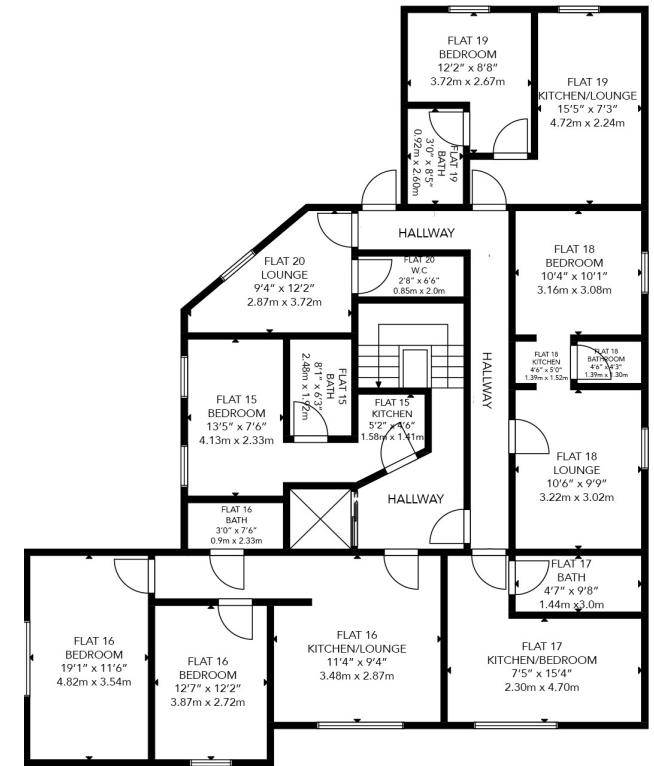 FLAT 19
BEDROOM
12'2" x 8'8"
3.72m x 2.67m
FLAT 19
KITCHEN/LOUNGE
15'5" x 7'3"
4.72m x 2.24m
FLAT 19
BATH
3'0" x 8'5"
0.92m x 2.60m
HALLWAY
FLAT 20
LOUNGE
9'4" x 12'2"
2.87m x 3.72m
FLAT 20
W.C
2'8" x 6'6"
0.85m x 2.0m
FLAT 18
BEDROOM
10'4" x 10'1"
3.16m x 3.08m
FLAT 18
KITCHEN
4'6" x 5'0"
1.39m x 1.52m
FLAT 18
BATHROOM
4'6" x 4'3"
1.39m x 1.30m
HALLWAY
FLAT 15
BEDROOM
13'5" x 7'6"
4.13m x 2.33m
FLAT 15
BATH
8'1" x 6'3"
2.48m x 1.92m
FLAT 15
KITCHEN
5'2" x 4'6"
1.58m x 1.41m
FLAT 18
LOUNGE
10'6" x 9'9"
3.22m x 3.02m
HALLWAY
FLAT 16
BATH
3'0" x 7'6"
0.9m x 2.33m
FLAT 17
BATH
4'7" x 9'8"
1.44m x3.0m
FLAT 16
BEDROOM
19'1" x 11'6"
4.82m x 3.54m
FLAT 16
BEDROOM
12'7" x 12'2"
3.87m x 2.72m
FLAT 16
KITCHEN/LOUNGE
11'4" x 9'4"
3.48m x 2.87m
FLAT 17
KITCHEN/BEDROOM
7'5" x 15'4"
2.30m x 4.70m